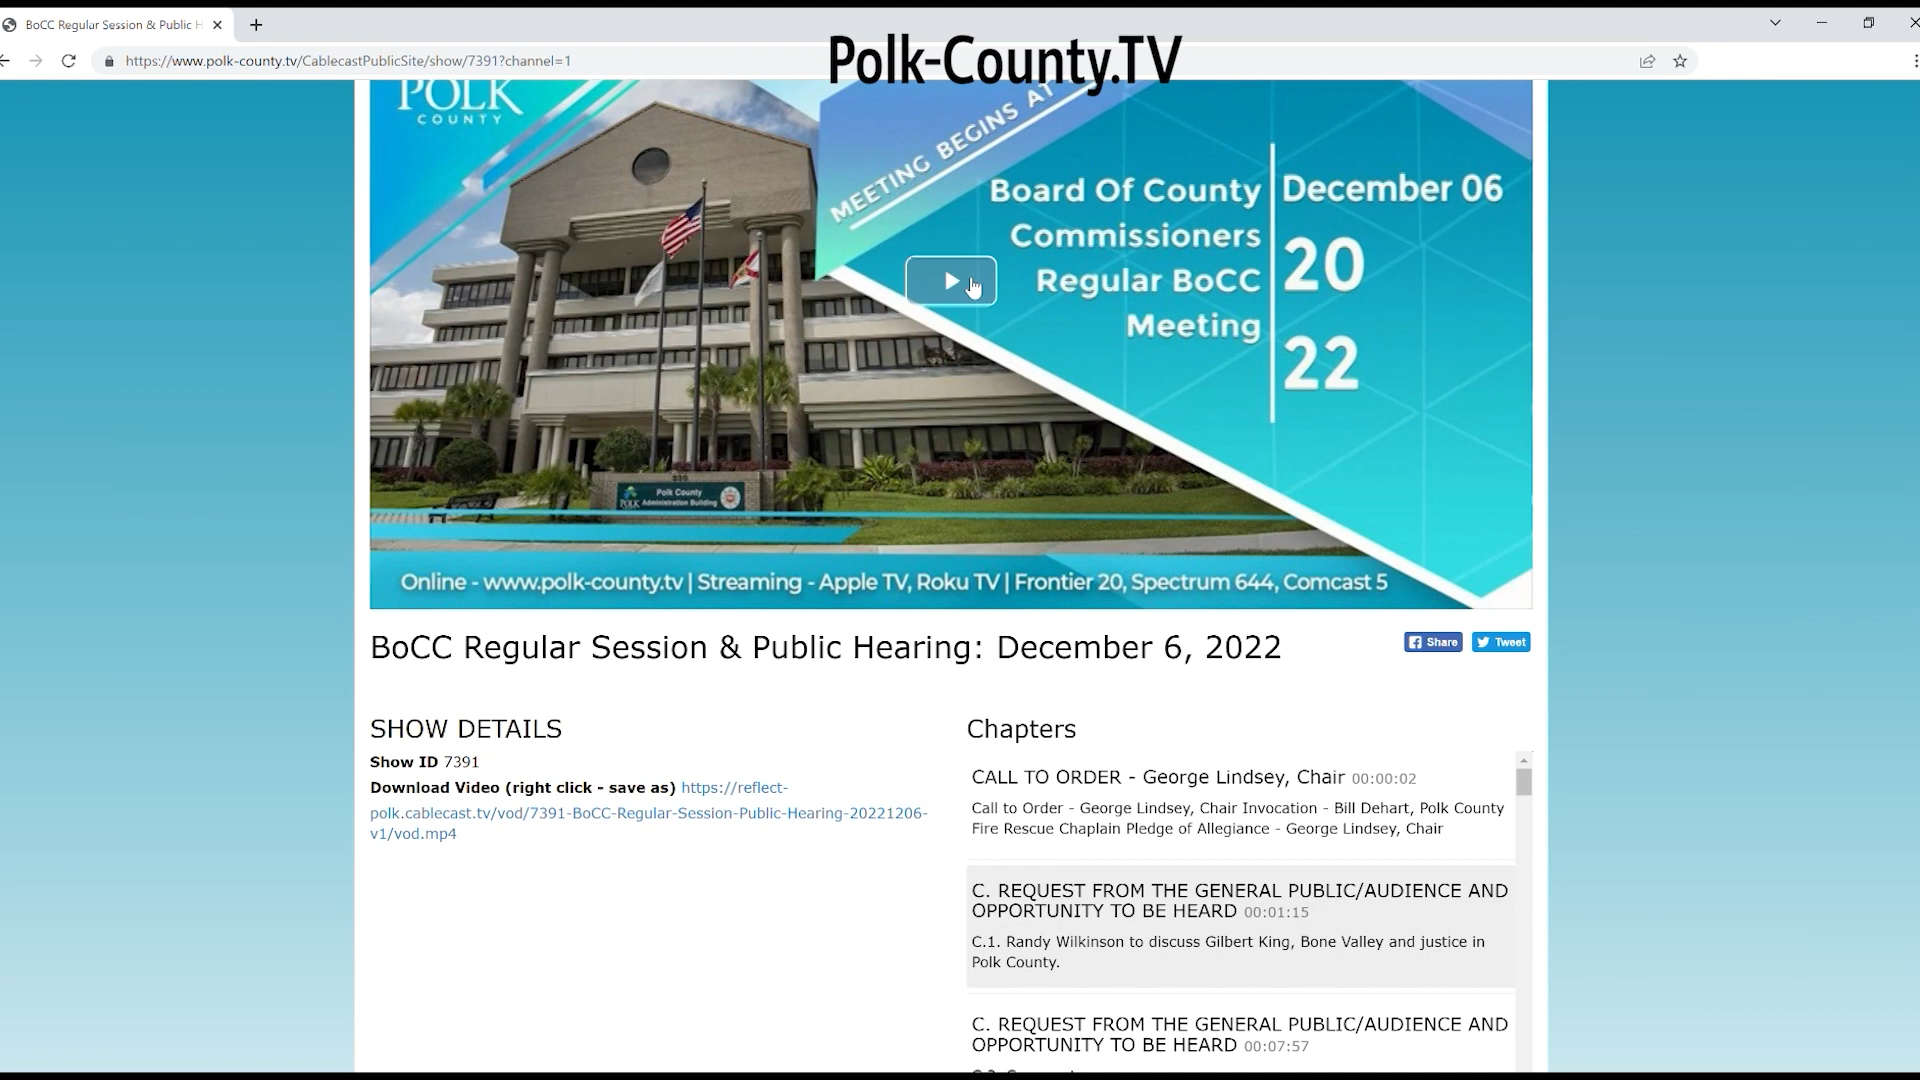 BoCC Regular Session & Public H
https://www.polk-county.tv/CablecastPublicSite/show/7391?channel=1
Polk-County.TV
POLK
COUNTY
MEETING BEGINS AT
Board Of County
Commissioners
Regular BoCC
Meeting
December 06
20
22
330
Polk County
POLK Administration Building
Online - www.polk-county.tv | Streaming - Apple TV, Roku TV | Frontier 20, Spectrum 644, Comcast 5
BoCC Regular Session & Public Hearing: December 6, 2022
Share
Tweet
SHOW DETAILS
Show ID 7391
Download Video (right click - save as) https://reflect-
polk.cablecast.tv/vod/7391-BoCC-Regular-Session-Public-Hearing-20221206-
v1/vod.mp4
Chapters
CALL TO ORDER - George Lindsey, Chair 00:00:02
Call to Order - George Lindsey, Chair Invocation - Bill Dehart, Polk County
Fire Rescue Chaplain Pledge of Allegiance - George Lindsey, Chair
C. REQUEST FROM THE GENERAL PUBLIC/AUDIENCE AND
OPPORTUNITY TO BE HEARD 00:01:15
C.1. Randy Wilkinson to discuss Gilbert King, Bone Valley and justice in
Polk County.
C. REQUEST FROM THE GENERAL PUBLIC/AUDIENCE AND
OPPORTUNITY TO BE HEARD 00:07:57